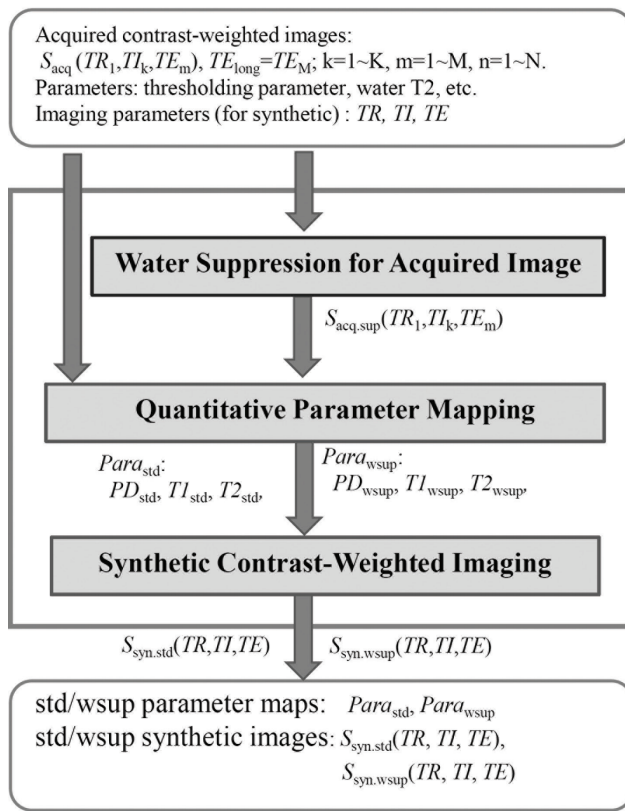 Acquired contrast-weighted images:
S_acq (TR_1,TI_k,TE_m), TE_long=TE_M; k=1~K, m=1~M, n=1~N.
Parameters: thresholding parameter, water T2, etc.
Imaging parameters (for synthetic) : TR, TI, TE
Water Suppression for Acquired Image
S_acq.sup(TR_1,TI_k,TE_m)
Quantitative Parameter Mapping
Para_std:
PD_std, T1_std, T2_std,
Para_wsup:
PD_wsup, T1_wsup, T2_wsup,
Synthetic Contrast-Weighted Imaging
S_syn.std(TR,TI,TE)
S_syn.wsup(TR,TI,TE)
std/wsup parameter maps: Para_std, Para_wsup
std/wsup synthetic images: S_syn.std(TR, TI, TE),
S_syn.wsup(TR, TI, TE)